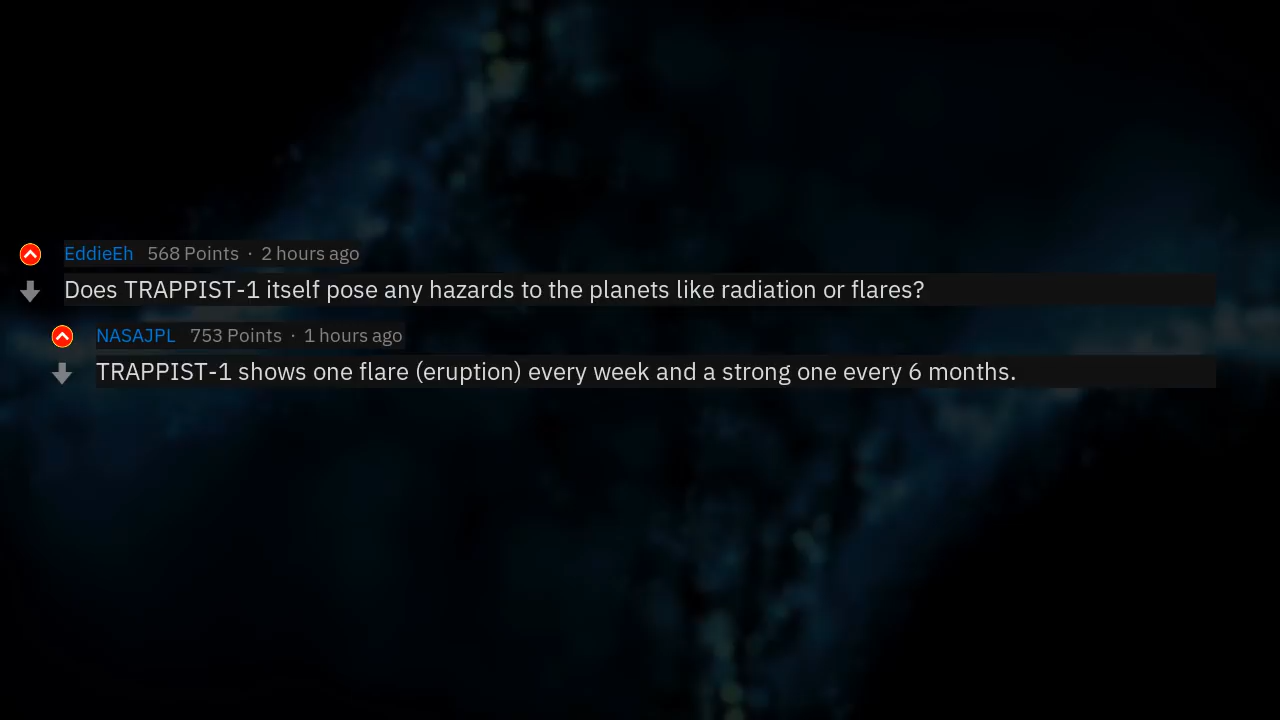 EddieEh 568 Points · 2 hours ago
Does TRAPPIST-1 itself pose any hazards to the planets like radiation or flares?
NASAJPL 753 Points · 1 hours ago
TRAPPIST-1 shows one flare (eruption) every week and a strong one every 6 months.